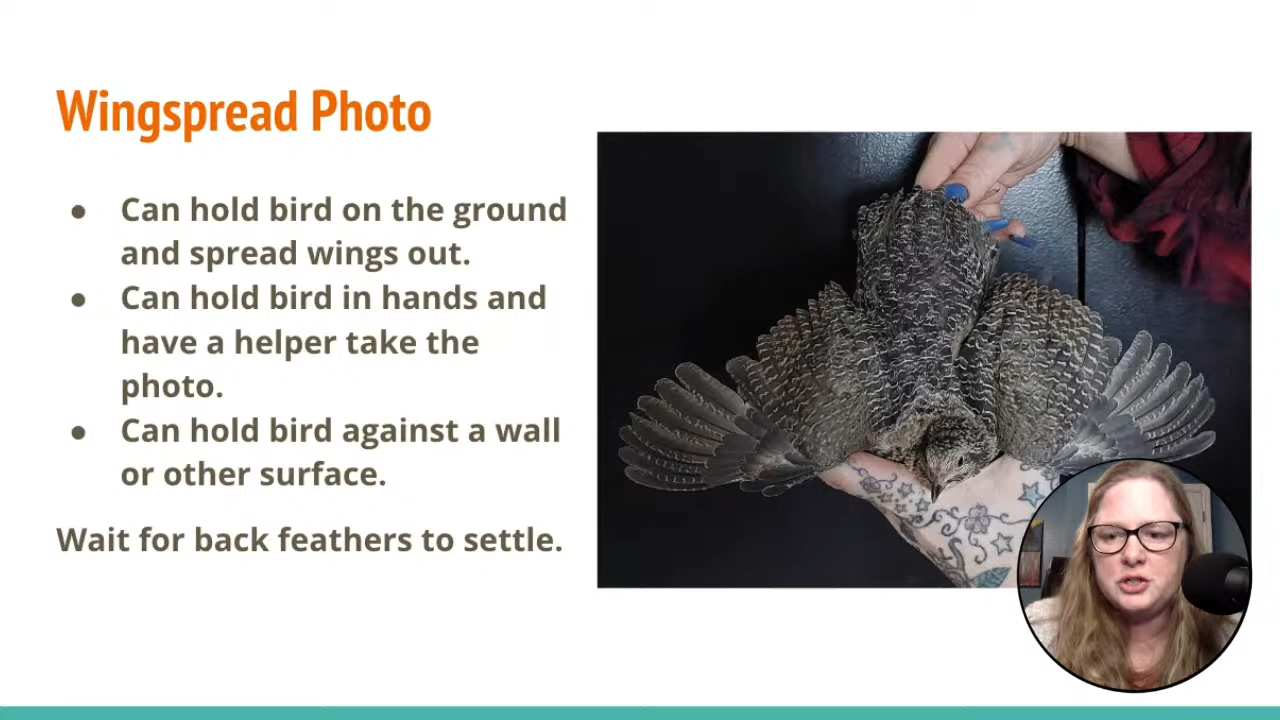 Wingspread Photo
● Can hold bird on the ground
and spread wings out.
● Can hold bird in hands and
have a helper take the
photo.
● Can hold bird against a wall
or other surface.
Wait for back feathers to settle.